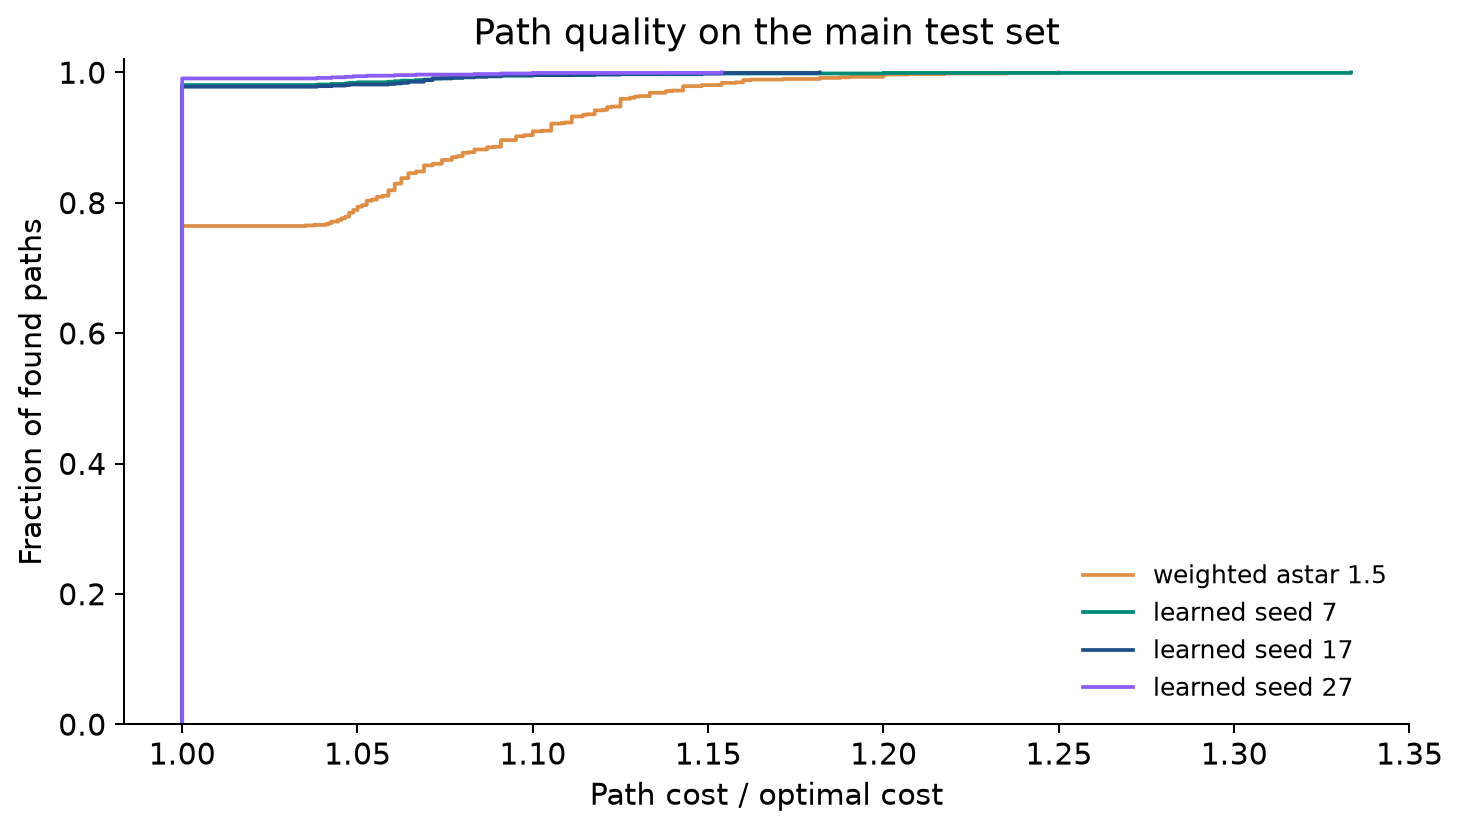 Path quality on the main test set
Fraction of found paths
1.0
0.8
0.6
0.4
0.2
0.0
weighted astar 1.5
learned seed 7
learned seed 17
learned seed 27
1.00 1.05 1.10 1.15 1.20 1.25 1.30 1.35
Path cost / optimal cost